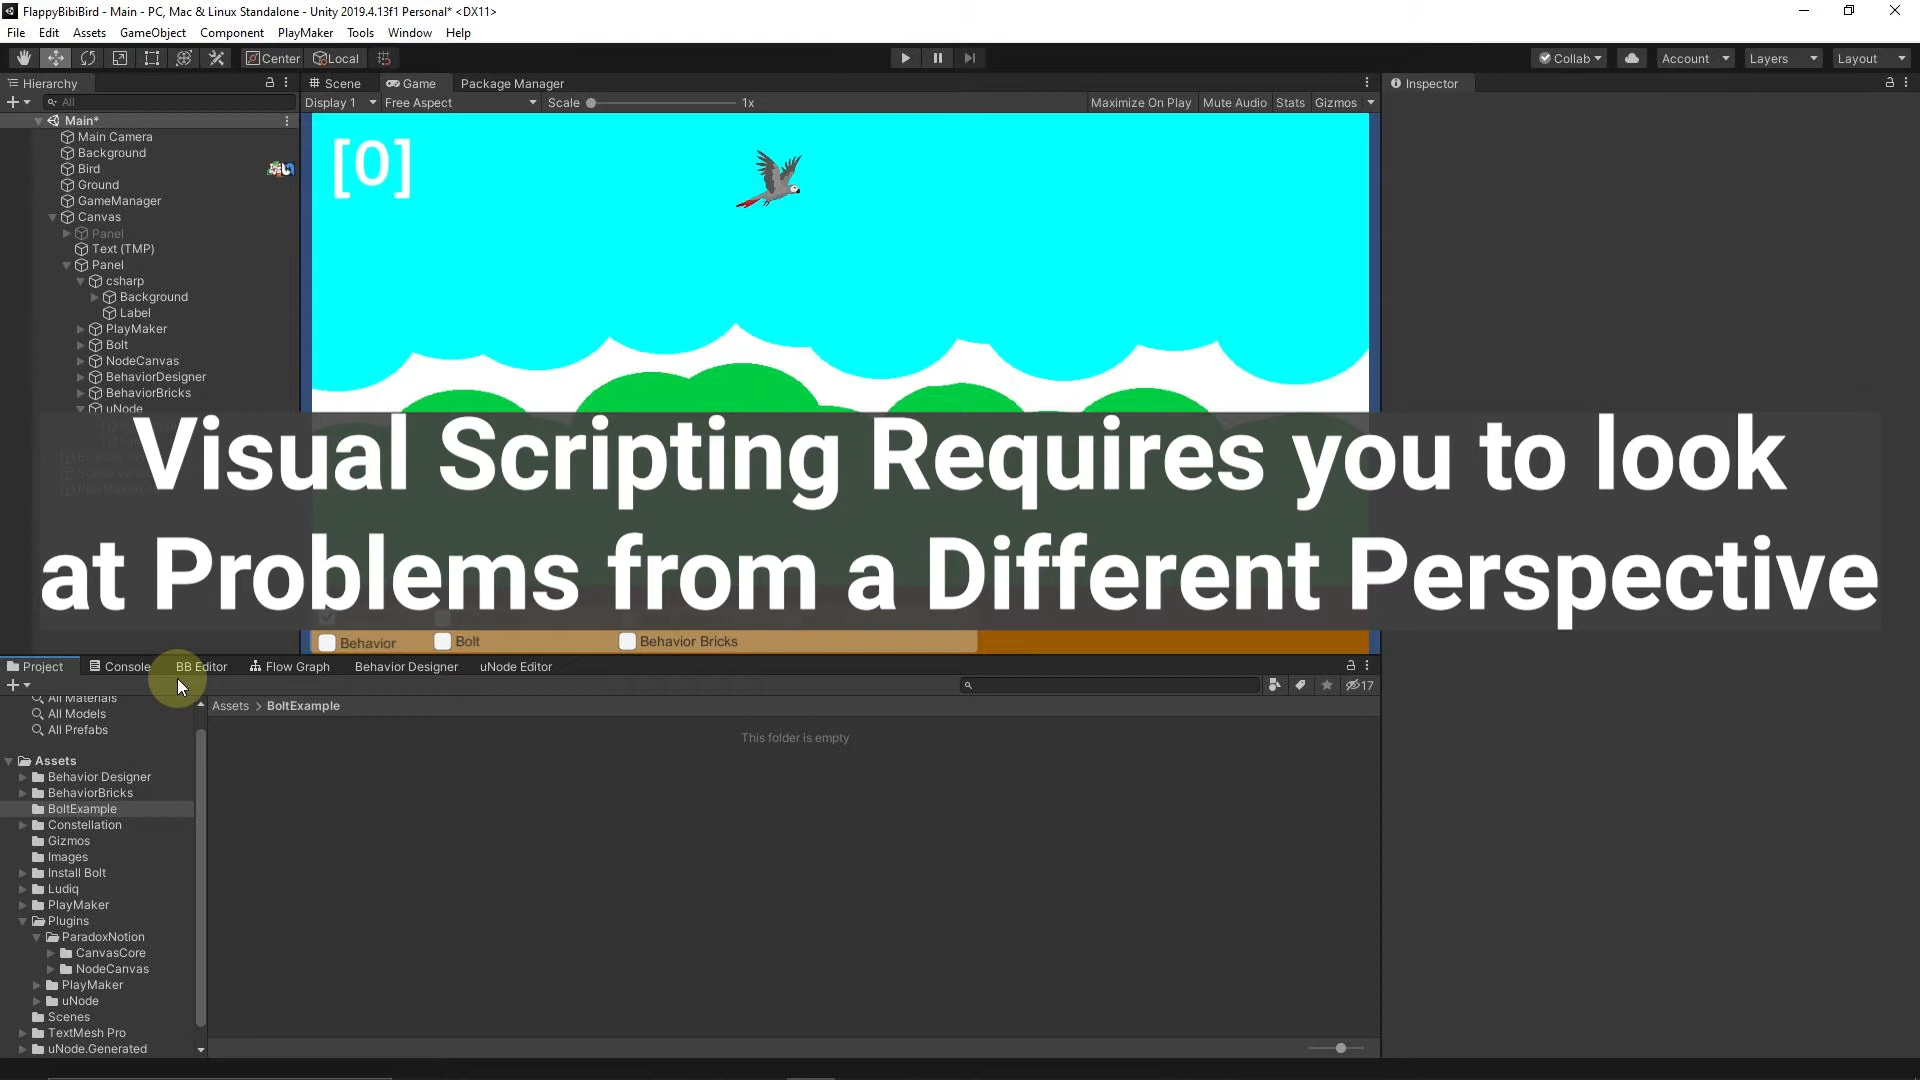 FlappyBibiBird - Main - PC, Mac & Linux Standalone - Unity 2019.4.13f1 Personal* <DX11>
File Edit Assets GameObject Component PlayMaker Tools Window Help
Center Local Collab Account Layers Layout
Hierarchy Scene Game Package Manager Inspector
All Display 1 Free Aspect Scale 1x Maximize On Play Mute Audio Stats Gizmos
Main*
Main Camera
Background
Bird
Ground
GameManager
Canvas
Panel
Text (TMP)
Panel
csharp
Background
Label
PlayMaker
Bolt
NodeCanvas
BehaviorDesigner
BehaviorBricks
uNode
[0]
Visual Scripting Requires you to look
at Problems from a Different Perspective
Behavior Bolt Behavior Bricks
Project Console BB Editor Flow Graph Behavior Designer uNode Editor
17
All Materials
All Models
All Prefabs
Assets > BoltExample
This folder is empty
Assets
Behavior Designer
BehaviorBricks
BoltExample
Constellation
Gizmos
Images
Install Bolt
Ludiq
PlayMaker
Plugins
ParadoxNotion
CanvasCore
NodeCanvas
PlayMaker
uNode
Scenes
TextMesh Pro
uNode.Generated